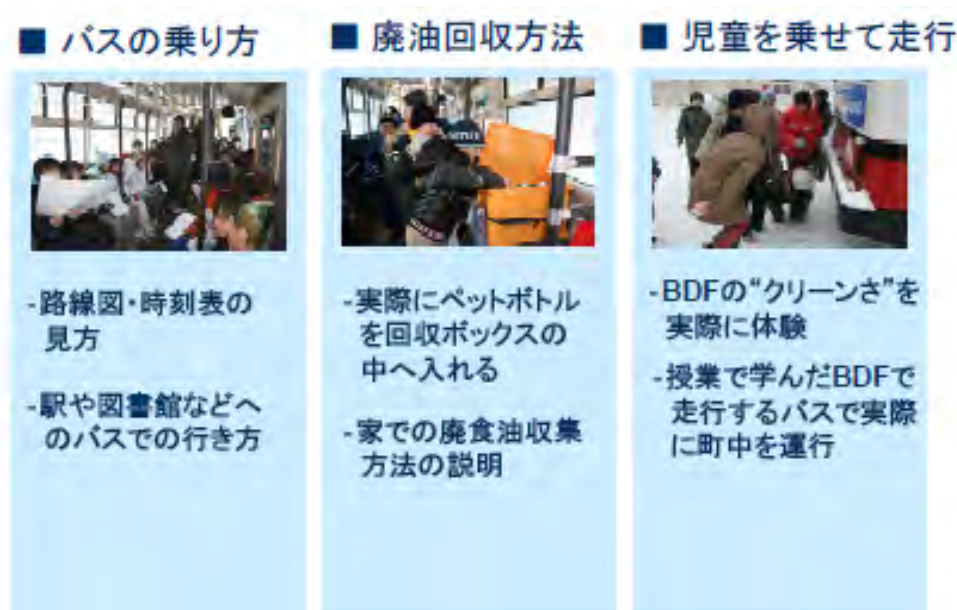 ■ バスの乗り方
-路線図・時刻表の
見方
-駅や図書館などへ
のバスでの行き方
■ 廃油回収方法
-実際にペットボトル
を回収ボックスの
中へ入れる
-家での廃食油収集
方法の説明
■ 児童を乗せて走行
-BDFの“クリーンさ”を
実際に体験
-授業で学んだBDFで
走行するバスで実際
に町中を運行